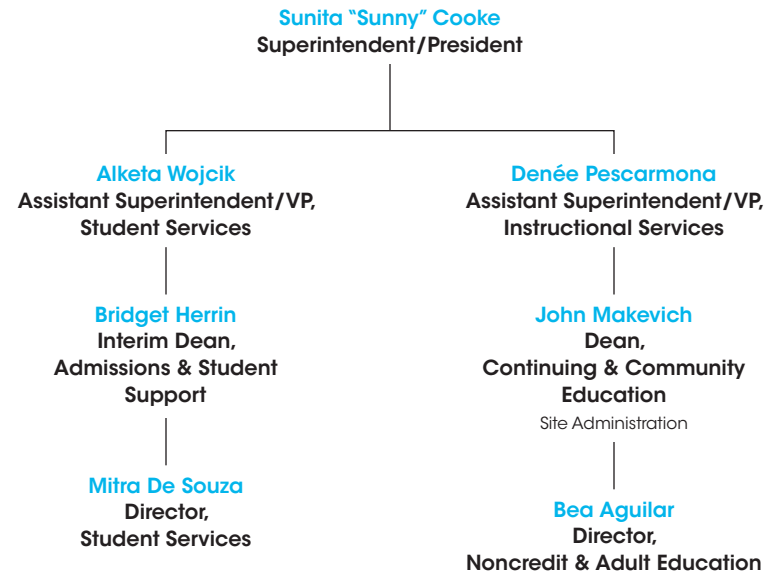 Sunita “Sunny” Cooke
Superintendent/President
Alketa Wojcik
Assistant Superintendent/VP,
Student Services
Denée Pescarmona
Assistant Superintendent/VP,
Instructional Services
Bridget Herrin
Interim Dean,
Admissions & Student
Support
John Makevich
Dean,
Continuing & Community
Education
Site Administration
Mitra De Souza
Director,
Student Services
Bea Aguilar
Director,
Noncredit & Adult Education